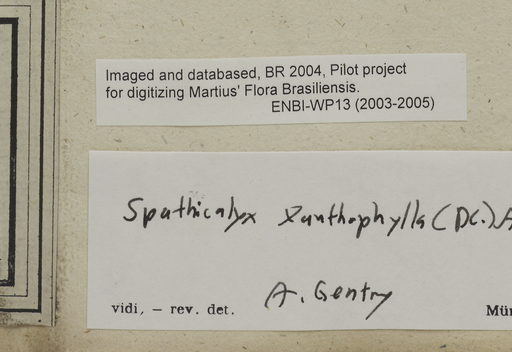 Imaged and databased, BR 2004, Pilot project
for digitizing Martius' Flora Brasiliensis.
ENBI-WP13 (2003-2005)
Spathicalyx xanthophylla (DC.) A
A. Gentry
vidi, – rev. det.
Mün